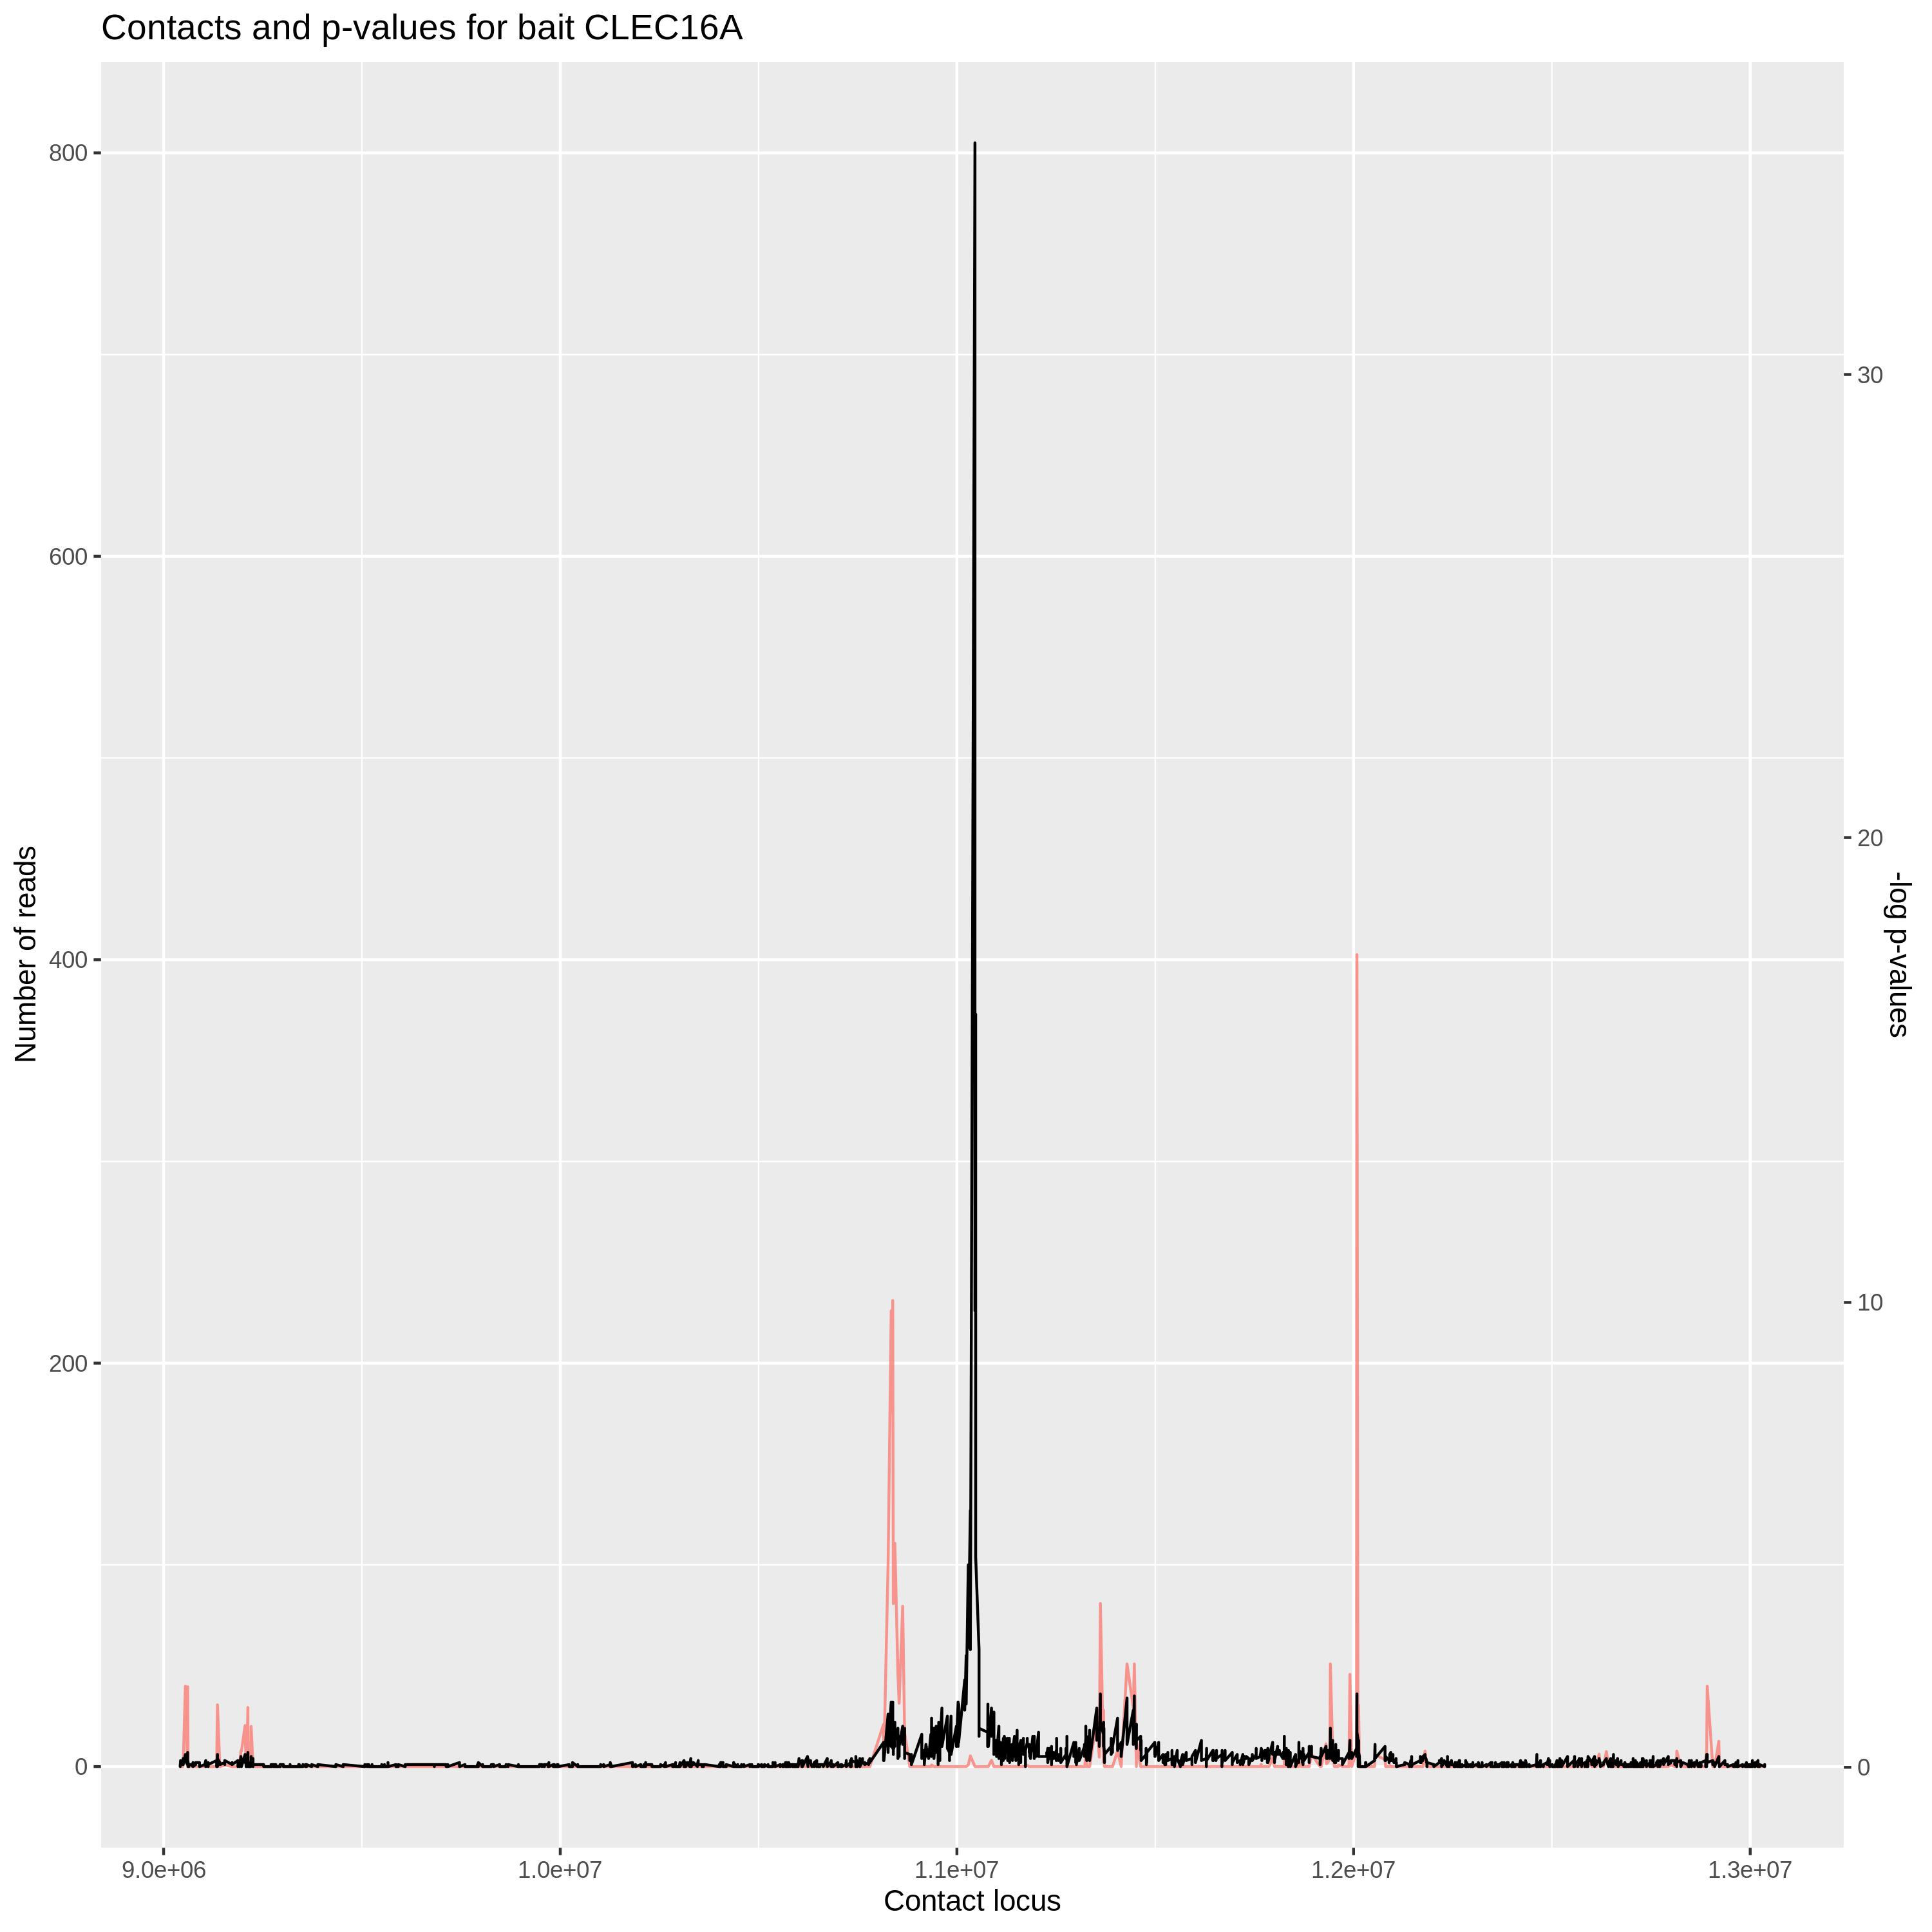 Contacts and p-values for bait CLEC16A
Number of reads
800
600
400
200
0
30
20
10
0
-log p-values
9.0e+06
1.0e+07
1.1e+07
1.2e+07
1.3e+07
Contact locus